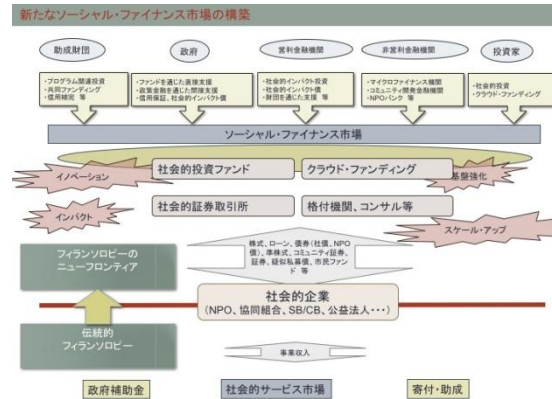 新たなソーシャル・ファイナンス市場の構築
助成財団
政府
営利金融機関
非営利金融機関
投資家
・プログラム関連投資
・共同ファンディング
・信用補完 等
・ファンドを通じた直接支援
・政策金融を通じた間接支援
・信用保証、社会的インパクト債
・社会的インパクト投資
・社会的インパクト債
・財団を通じた支援 等
・マイクロファイナンス機関
・コミュニティ開発金融機関
・NPOバンク 等
・社会的投資
・クラウド・ファンディング
ソーシャル・ファイナンス市場
イノベーション
社会的投資ファンド
クラウド・ファンディング
基盤強化
インパクト
社会的証券取引所
格付機関、コンサル等
スケール・アップ
フィランソロピーの
ニューフロンティア
株式、ローン、債券(社債、NPO
債)、準株式、コミュニティ証券、
証券、疑似私募債、市民ファン
ド 等
社会的企業
(NPO、協同組合、SB/CB、公益法人・・・)
伝統的
フィランソロピー
事業収入
政府補助金
社会的サービス市場
寄付・助成